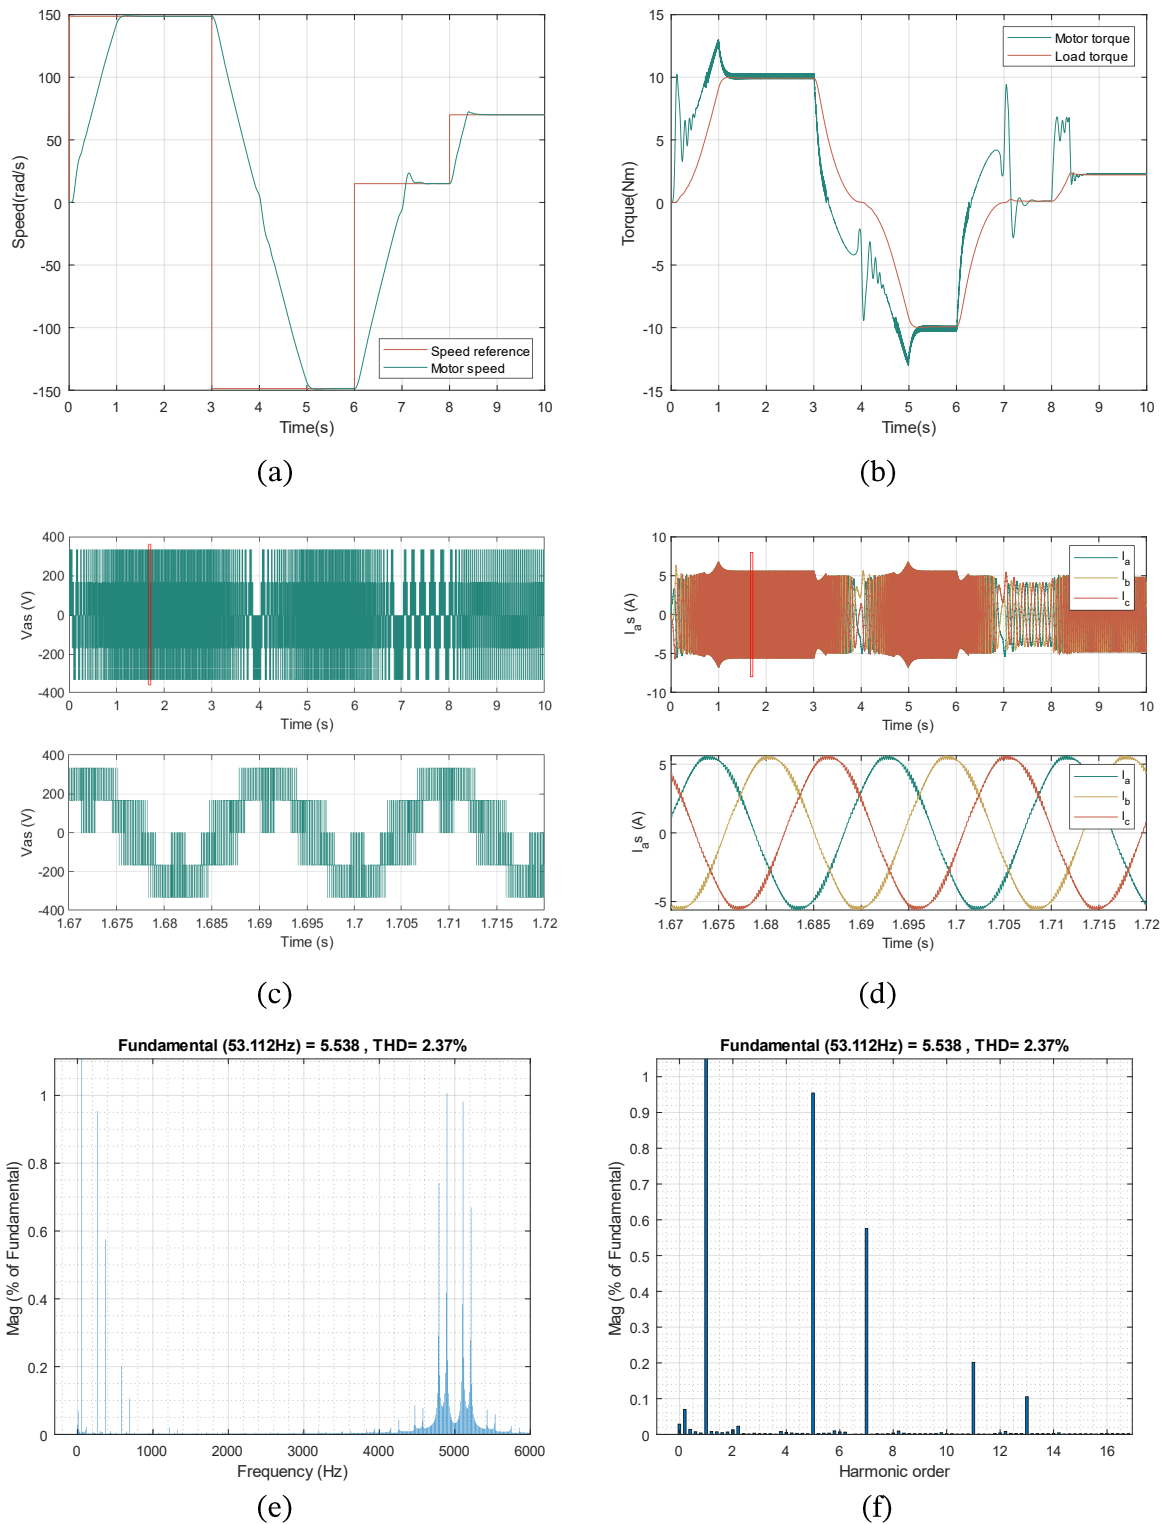 150
100
50
0
-50
-100
-150
Speed(rad/s)
Speed reference
Motor speed
0 1 2 3 4 5 6 7 8 9 10
Time(s)
(a)
15
10
5
0
-5
-10
-15
Torque(Nm)
Motor torque
Load torque
0 1 2 3 4 5 6 7 8 9 10
Time(s)
(b)
400
200
0
-200
-400
Vas (V)
0 1 2 3 4 5 6 7 8 9 10
Time (s)
400
200
0
-200
-400
Vas (V)
1.67 1.675 1.68 1.685 1.69 1.695 1.7 1.705 1.71 1.715 1.72
Time (s)
(c)
10
5
0
-5
-10
I_a s (A)
I_a
I_b
I_c
0 1 2 3 4 5 6 7 8 9 10
Time (s)
5
0
-5
I_a s (A)
I_a
I_b
I_c
1.67 1.675 1.68 1.685 1.69 1.695 1.7 1.705 1.71 1.715 1.72
Time (s)
(d)
Fundamental (53.112Hz) = 5.538 , THD= 2.37%
1
0.8
0.6
0.4
0.2
0
Mag (% of Fundamental)
0 1000 2000 3000 4000 5000 6000
Frequency (Hz)
(e)
Fundamental (53.112Hz) = 5.538 , THD= 2.37%
1
0.9
0.8
0.7
0.6
0.5
0.4
0.3
0.2
0.1
0
Mag (% of Fundamental)
0 2 4 6 8 10 12 14 16
Harmonic order
(f)